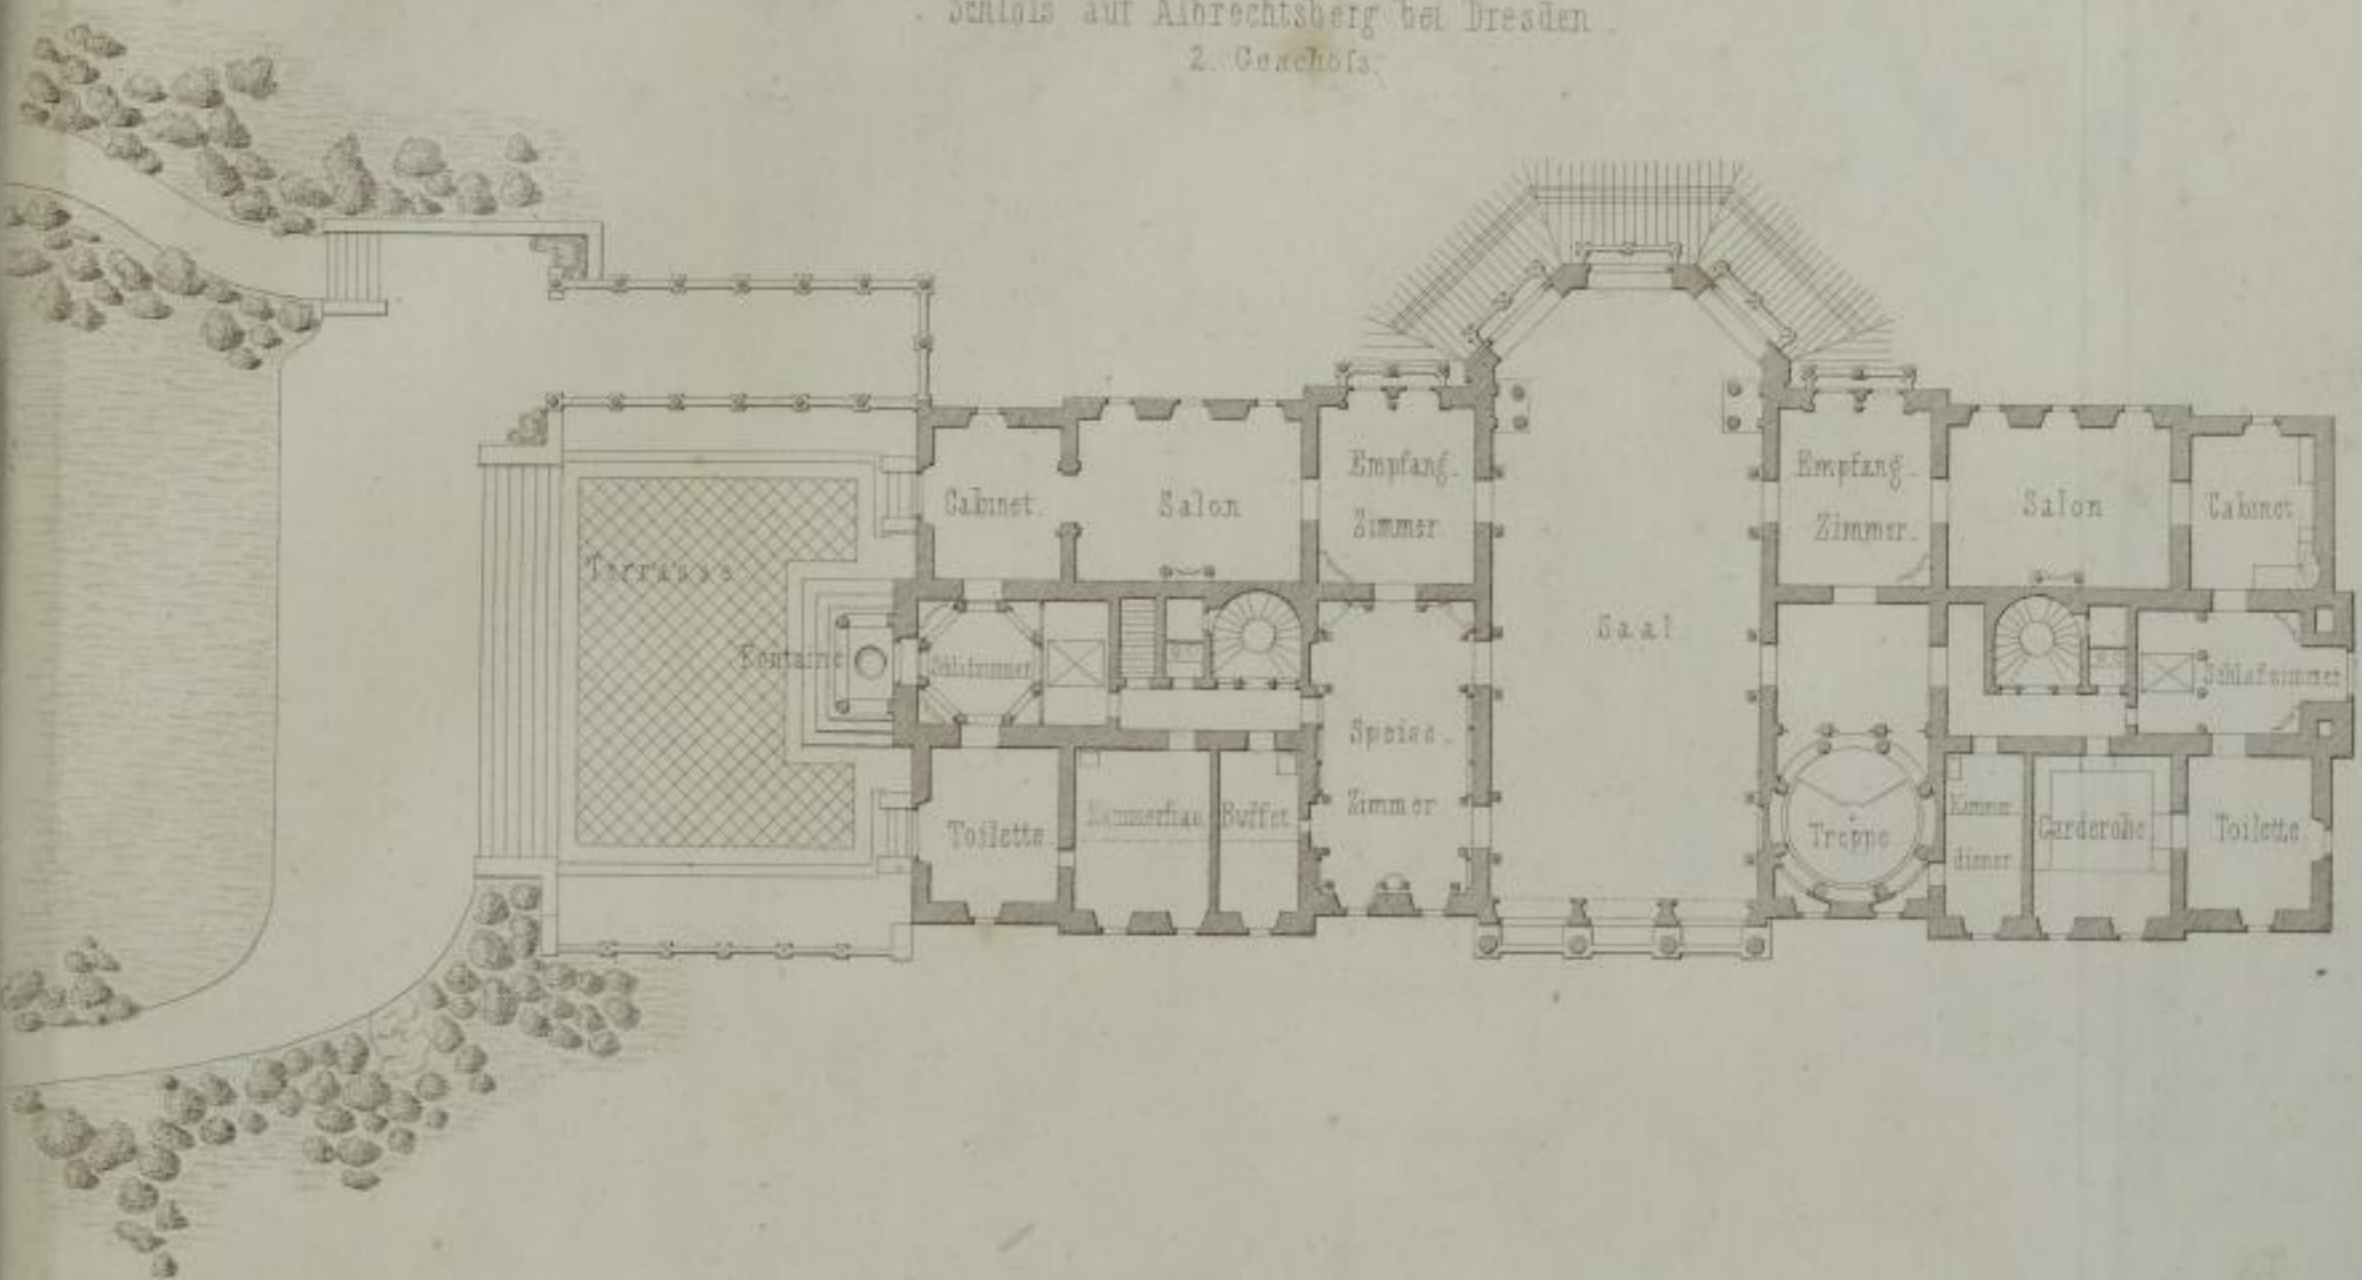 Schloſs auf Albrechtsberg bei Dresden.
2. Geschoſs.
Cabinet.
Salon
Empfang-
Zimmer
Empfang-
Zimmer.
Salon
Cabinet
Terrasse
Fontaine
Schlafzimmer
Saal
Schlafzimmer
Speise-
Zimmer
Toilette
Kammerfrau
Buffet
Treppe
Kammer
diener
Garderobe
Toilette